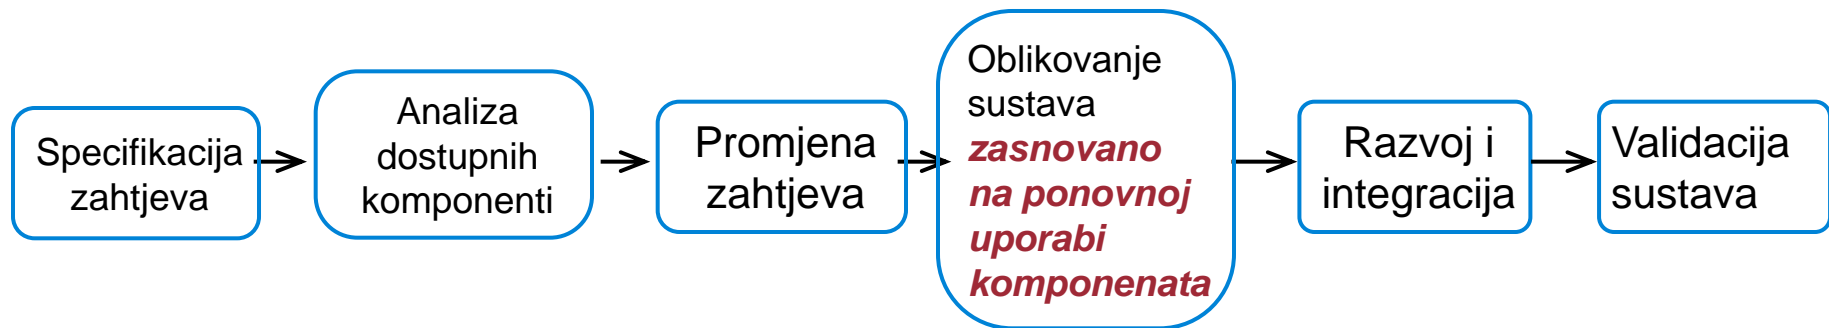 Specifikacija
zahtjeva
Analiza
dostupnih
komponenti
Promjena
zahtjeva
Oblikovanje
sustava
zasnovano
na ponovnoj
uporabi
komponenata
Razvoj i
integracija
Validacija
sustava